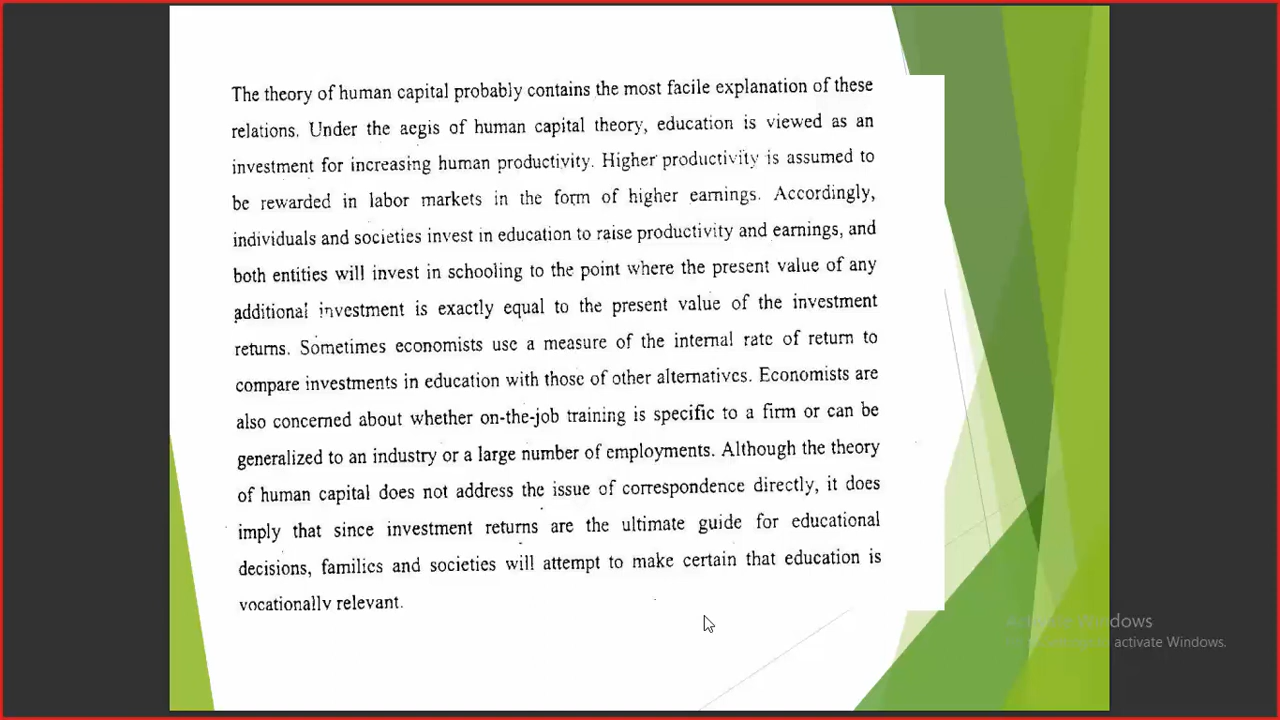 The theory of human capital probably contains the most facile explanation of these
relations. Under the aegis of human capital theory, education is viewed as an
investment for increasing human productivity. Higher productivity is assumed to
be rewarded in labor markets in the form of higher earnings. Accordingly,
individuals and societies invest in education to raise productivity and earnings, and
both entities will invest in schooling to the point where the present value of any
additional investment is exactly equal to the present value of the investment
returns. Sometimes economists use a measure of the internal rate of return to
compare investments in education with those of other alternatives. Economists are
also concerned about whether on-the-job training is specific to a firm or can be
generalized to an industry or a large number of employments. Although the theory
of human capital does not address the issue of correspondence directly, it does
imply that since investment returns are the ultimate guide for educational
decisions, families and societies will attempt to make certain that education is
vocationally relevant.
Activate Windows
activate Windows.